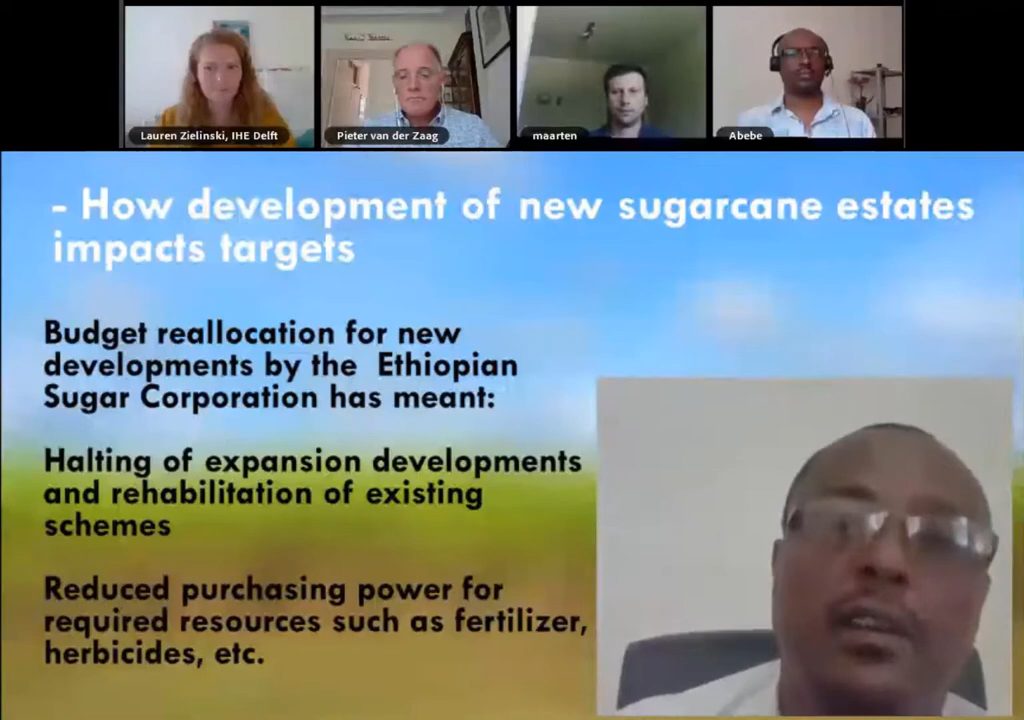 Lauren Zielinski, IHE Delft
Pieter van der Zaag
maarten
Abebe
- How development of new sugarcane estates
impacts targets
Budget reallocation for new
developments by the Ethiopian
Sugar Corporation has meant:
Halting of expansion developments
and rehabilitation of existing
schemes
Reduced purchasing power for
required resources such as fertilizer,
herbicides, etc.